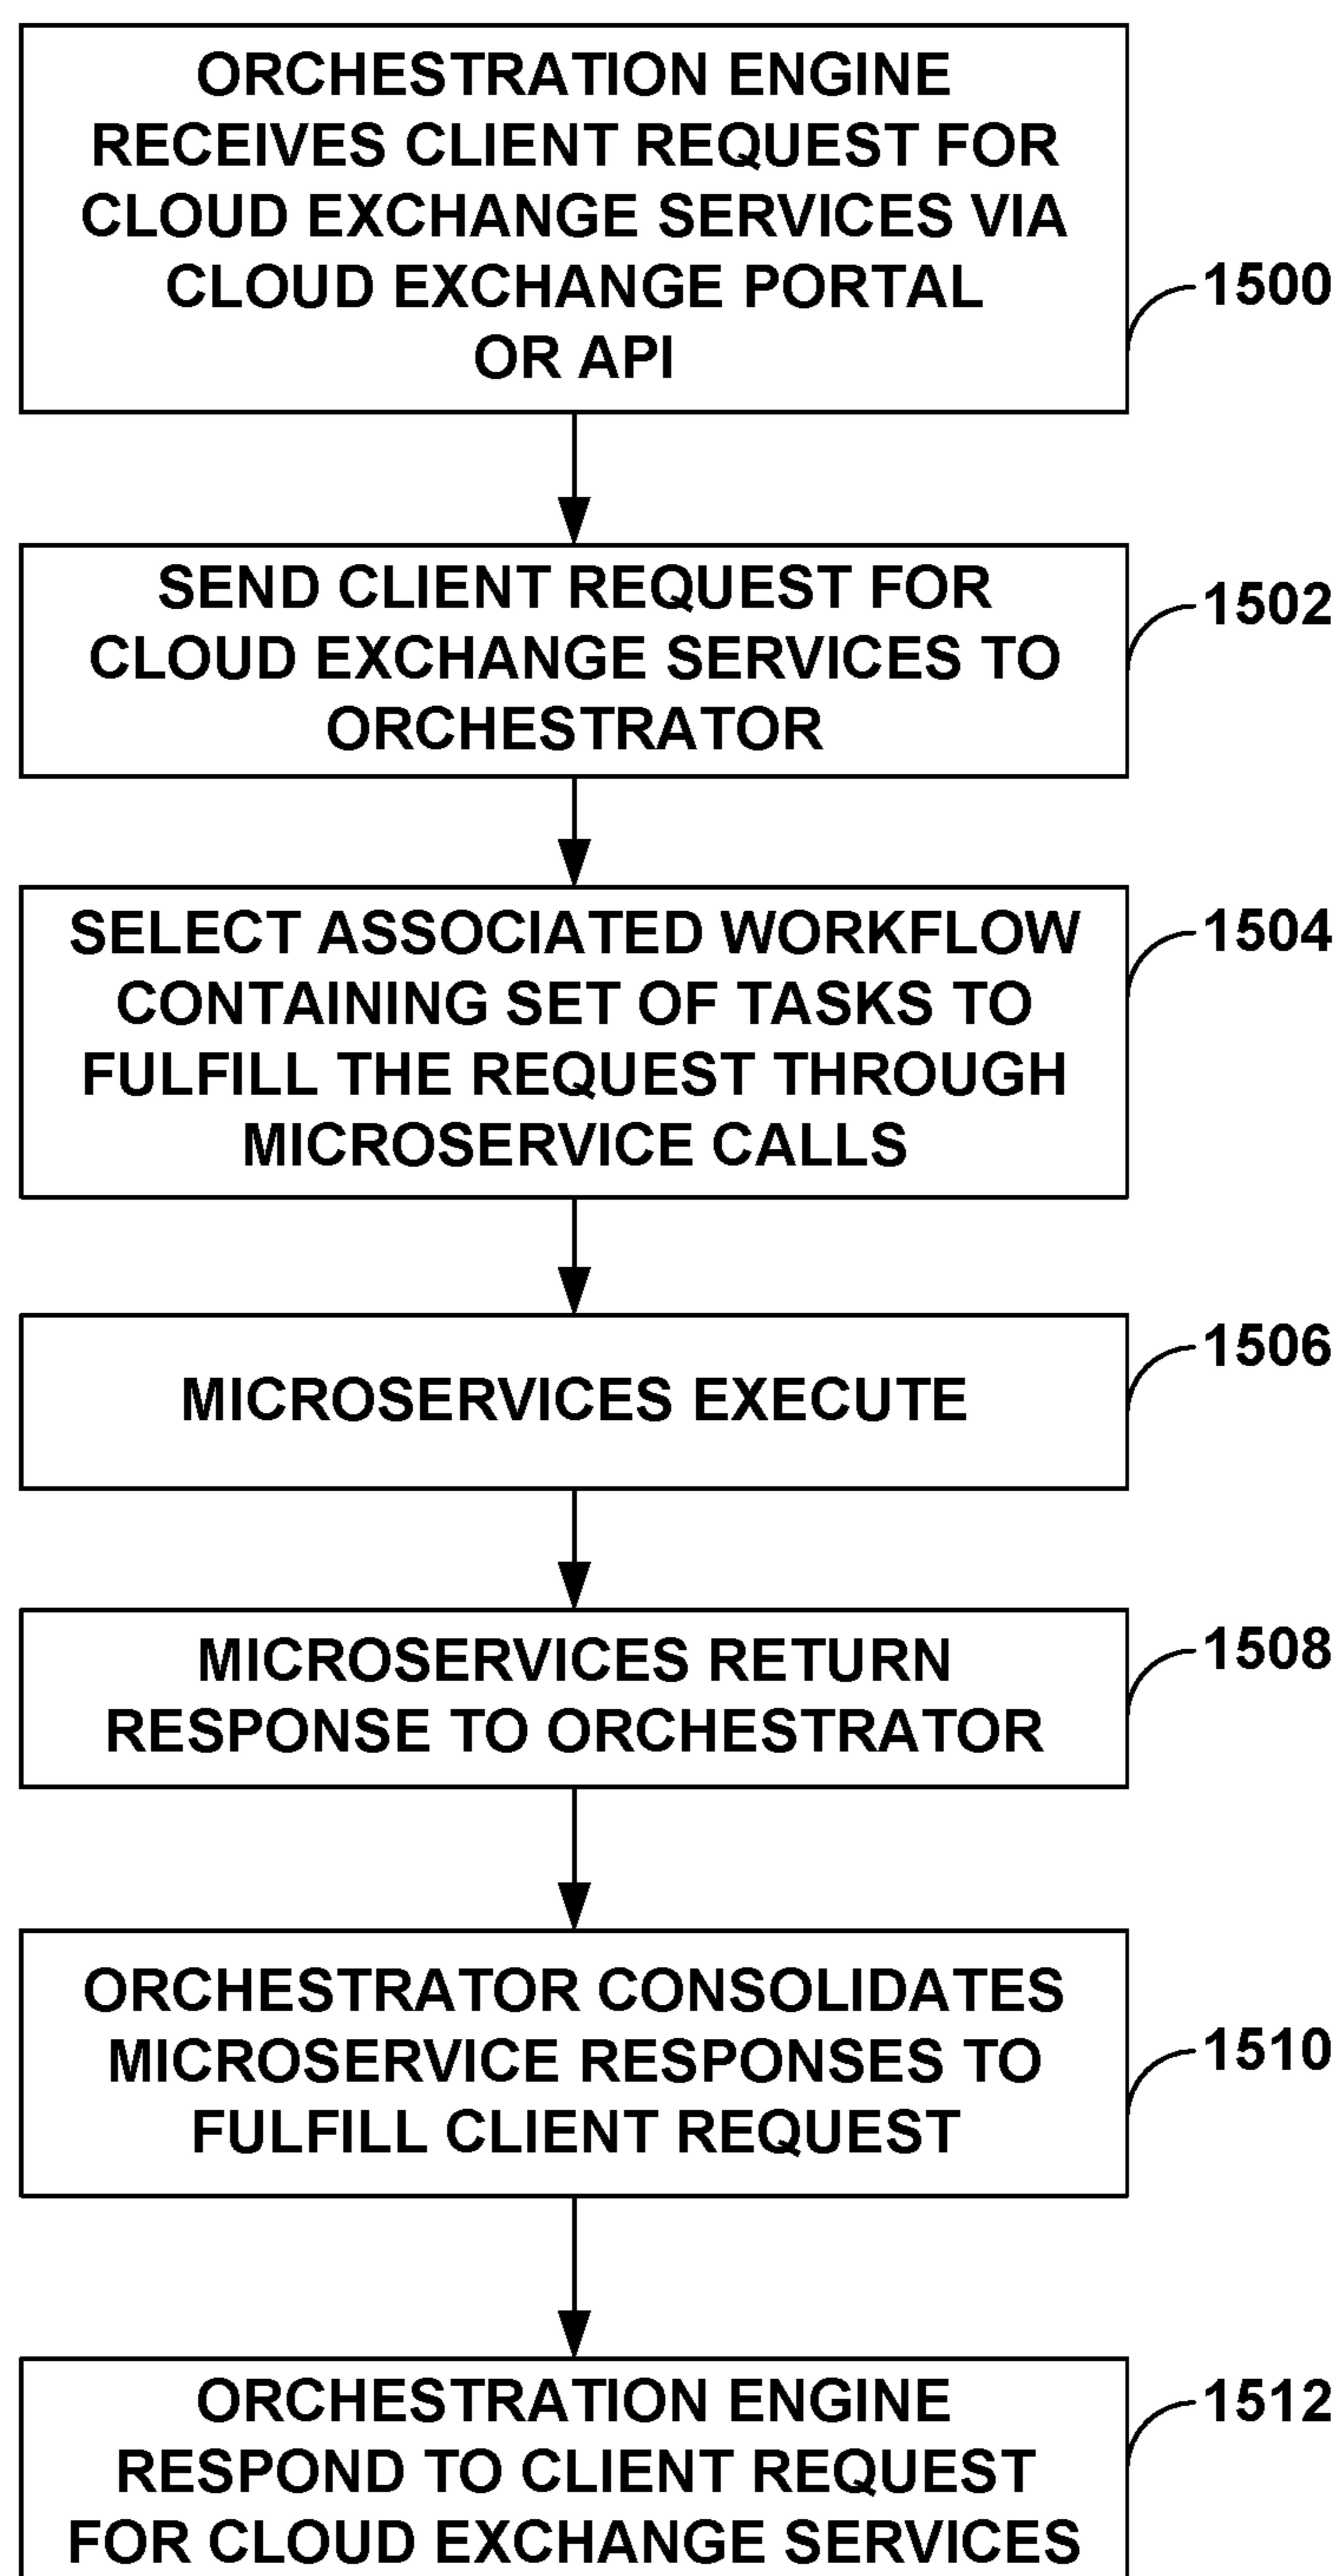 ORCHESTRATION ENGINE
RECEIVES CLIENT REQUEST FOR
CLOUD EXCHANGE SERVICES VIA
CLOUD EXCHANGE PORTAL
OR API
1500
SEND CLIENT REQUEST FOR
CLOUD EXCHANGE SERVICES TO
ORCHESTRATOR
1502
SELECT ASSOCIATED WORKFLOW
CONTAINING SET OF TASKS TO
FULFILL THE REQUEST THROUGH
MICROSERVICE CALLS
1504
MICROSERVICES EXECUTE
1506
MICROSERVICES RETURN
RESPONSE TO ORCHESTRATOR
1508
ORCHESTRATOR CONSOLIDATES
MICROSERVICE RESPONSES TO
FULFILL CLIENT REQUEST
1510
ORCHESTRATION ENGINE
RESPOND TO CLIENT REQUEST
FOR CLOUD EXCHANGE SERVICES
1512